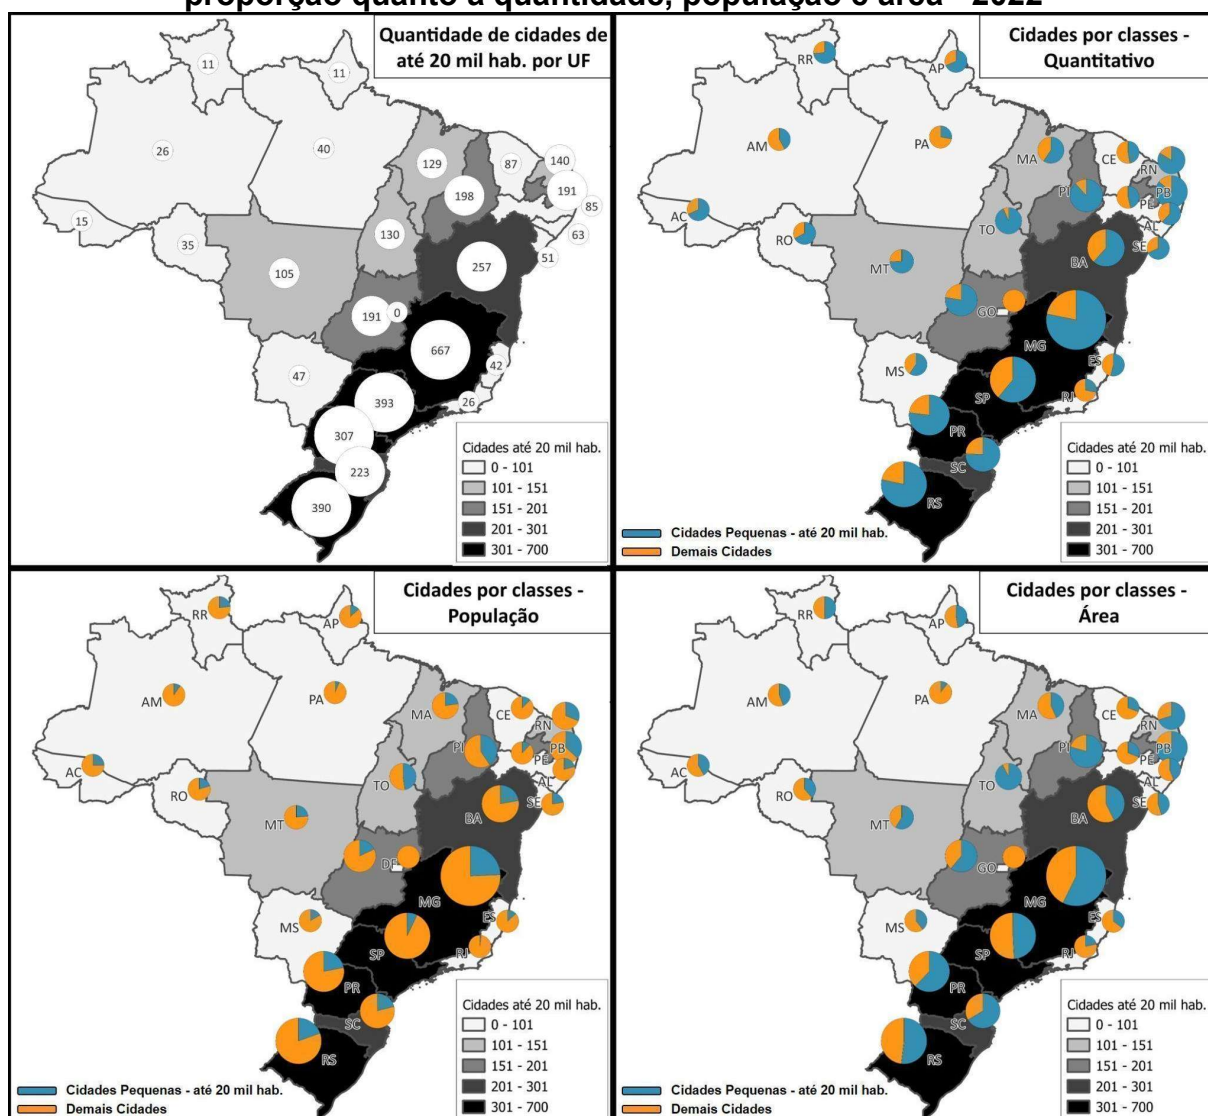 proporção quanto à quantidade, população e área - 2022
Quantidade de cidades de
até 20 mil hab. por UF
11
11
26
40
129
87
140
198
191
85
15
63
130
35
51
105
257
191
0
667
47
42
393
26
307
223
390
Cidades até 20 mil hab.
0 - 101
101 - 151
151 - 201
201 - 301
301 - 700
Cidades por classes -
Quantitativo
RR
AP
AM
PA
MA
CE
RN
PI
PB
PE
AC
TO
AL
RO
SE
MT
BA
GO
MG
MS
ES
SP
RJ
PR
SC
RS
Cidades até 20 mil hab.
0 - 101
101 - 151
151 - 201
201 - 301
301 - 700
Cidades Pequenas - até 20 mil hab.
Demais Cidades
Cidades por classes -
População
RR
AP
AM
PA
MA
CE
RN
PI
PB
PE
AC
TO
AL
RO
SE
MT
BA
DF
MG
MS
ES
SP
RJ
PR
SC
RS
Cidades até 20 mil hab.
0 - 101
101 - 151
151 - 201
201 - 301
301 - 700
Cidades Pequenas - até 20 mil hab.
Demais Cidades
Cidades por classes -
Área
RR
AP
AM
PA
MA
CE
RN
PI
PB
PE
AC
TO
AL
RO
SE
MT
BA
GO
MG
MS
ES
SP
RJ
PR
SC
RS
Cidades até 20 mil hab.
0 - 101
101 - 151
151 - 201
201 - 301
301 - 700
Cidades Pequenas - até 20 mil hab.
Demais Cidades